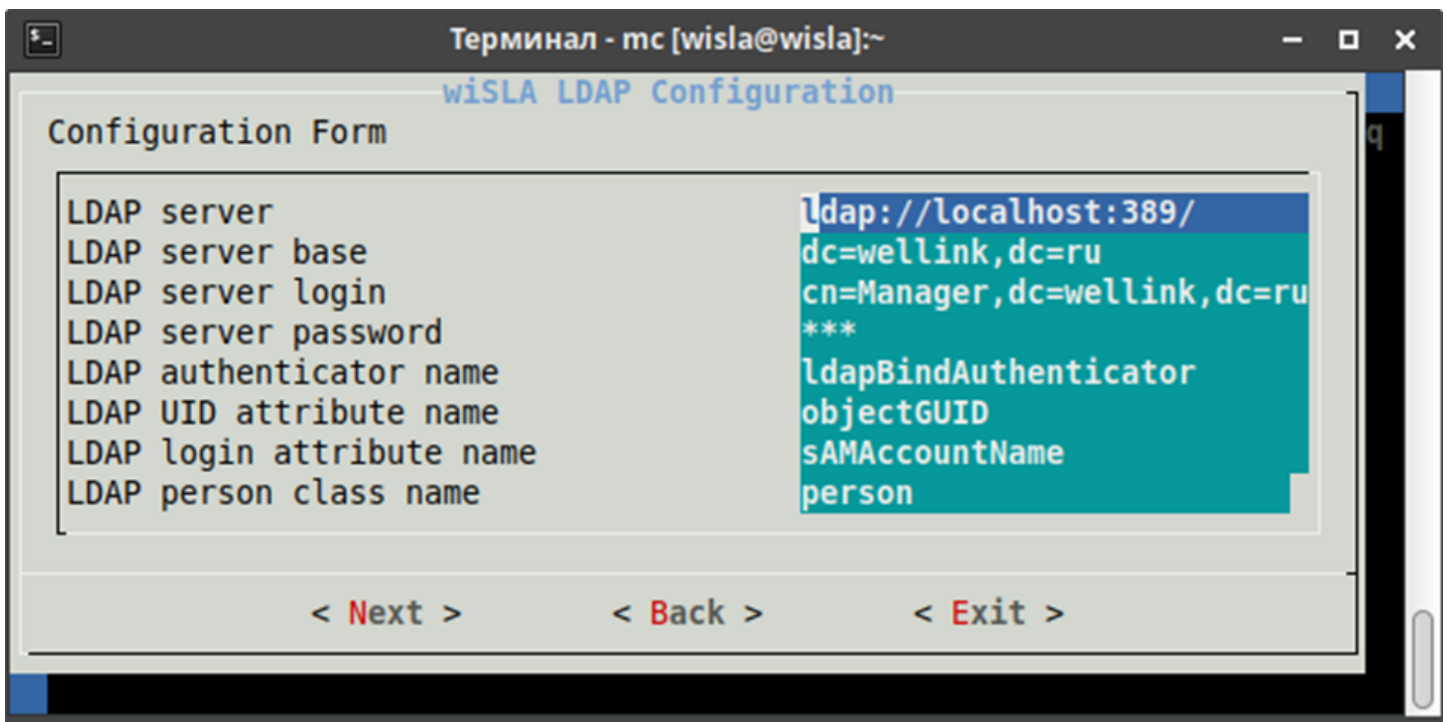 Терминал - mc [wisla@wisla]:~
wiSLA LDAP Configuration
Configuration Form
q
LDAP server ldap://localhost:389/
LDAP server base dc=wellink,dc=ru
LDAP server login cn=Manager,dc=wellink,dc=ru
LDAP server password ***
LDAP authenticator name ldapBindAuthenticator
LDAP UID attribute name objectGUID
LDAP login attribute name sAMAccountName
LDAP person class name person
< Next > < Back > < Exit >